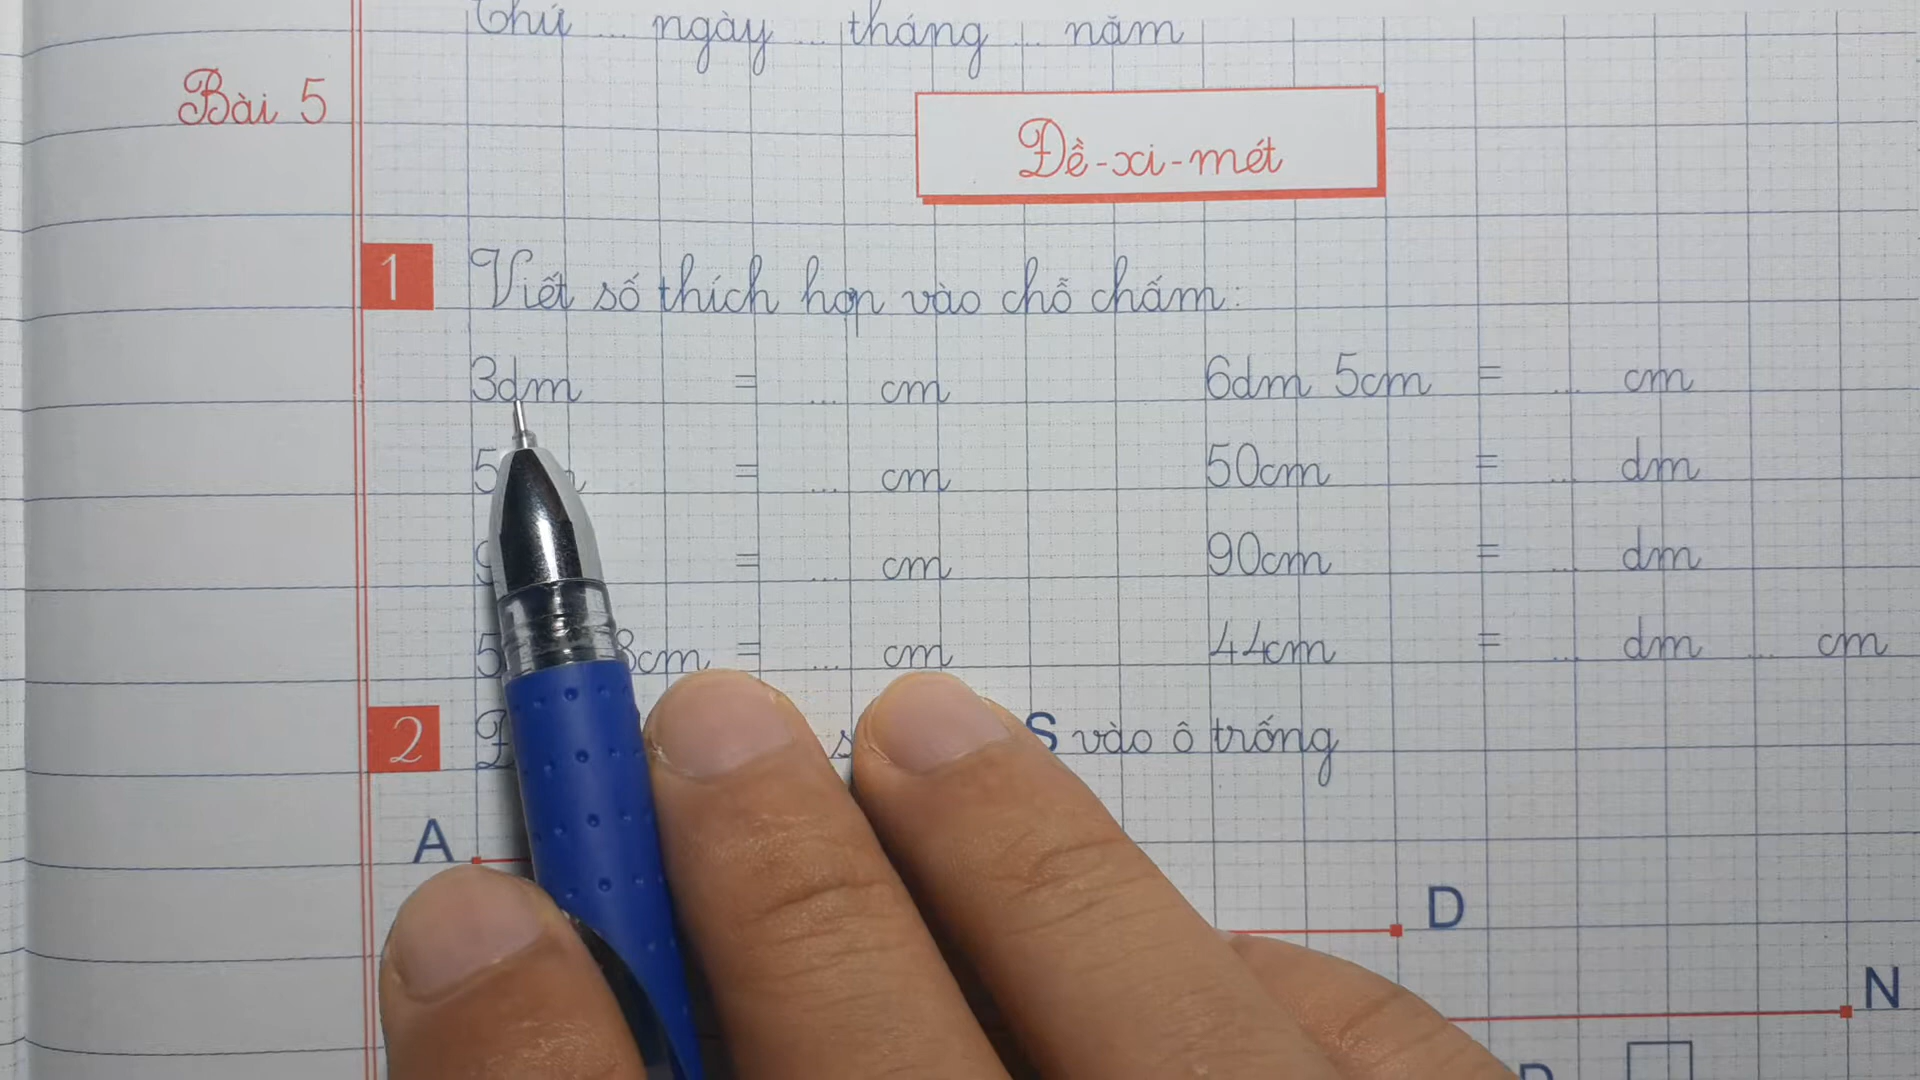 Thứ ... ngày ... tháng ... năm
Bài 5
Đề-xi-mét
1 Viết số thích hợp vào chỗ chấm:
3dm = ... cm 6dm 5cm = ... cm
= ... cm 50cm = ... dm
= ... cm 90cm = ... dm
8cm = ... cm 44cm = ... dm ... cm
2 S vào ô trống
A
D
N